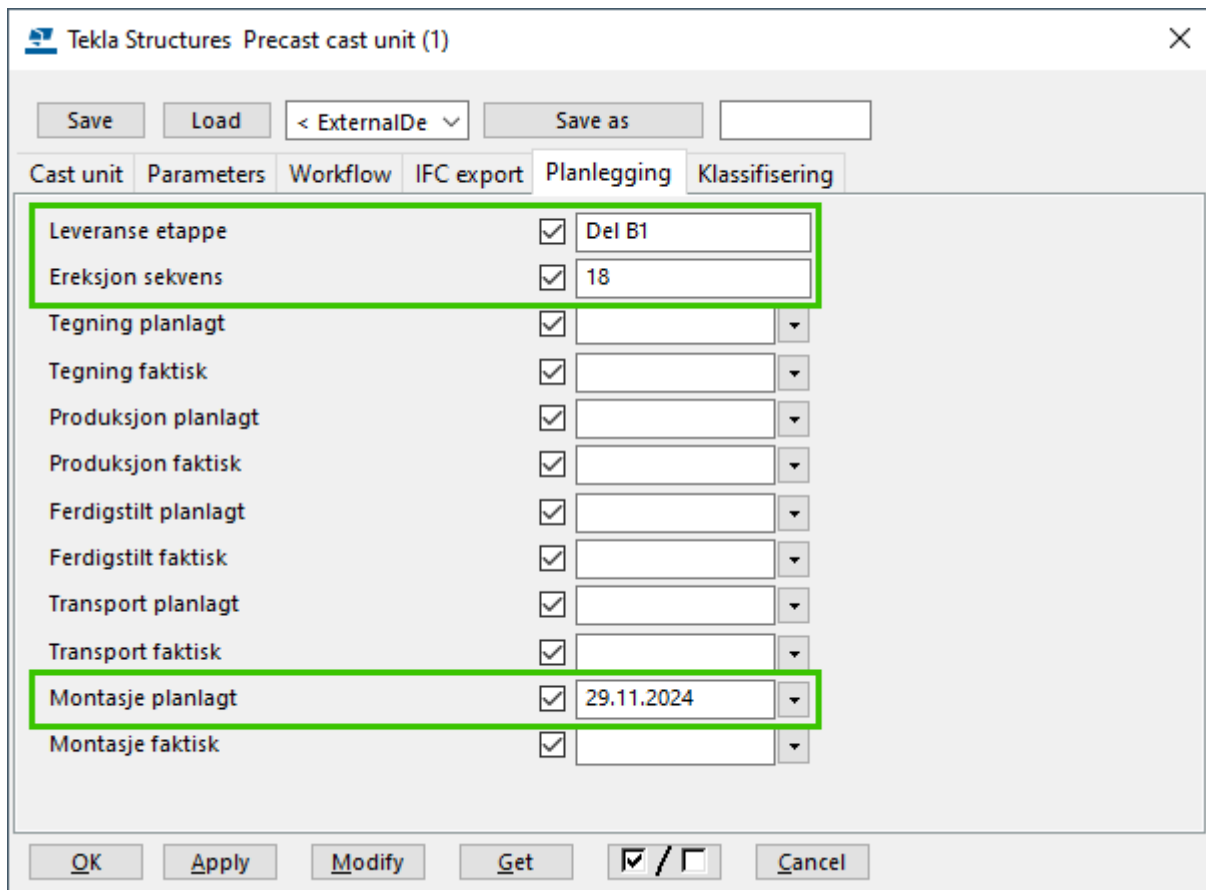 Tekla Structures Precast cast unit (1)
Save Load < ExternalDe Save as
Cast unit Parameters Workflow IFC export Planlegging Klassifisering
Leveranse etappe Del B1
Ereksjon sekvens 18
Tegning planlagt
Tegning faktisk
Produksjon planlagt
Produksjon faktisk
Ferdigstilt planlagt
Ferdigstilt faktisk
Transport planlagt
Transport faktisk
Montasje planlagt 29.11.2024
Montasje faktisk
OK Apply Modify Get / Cancel